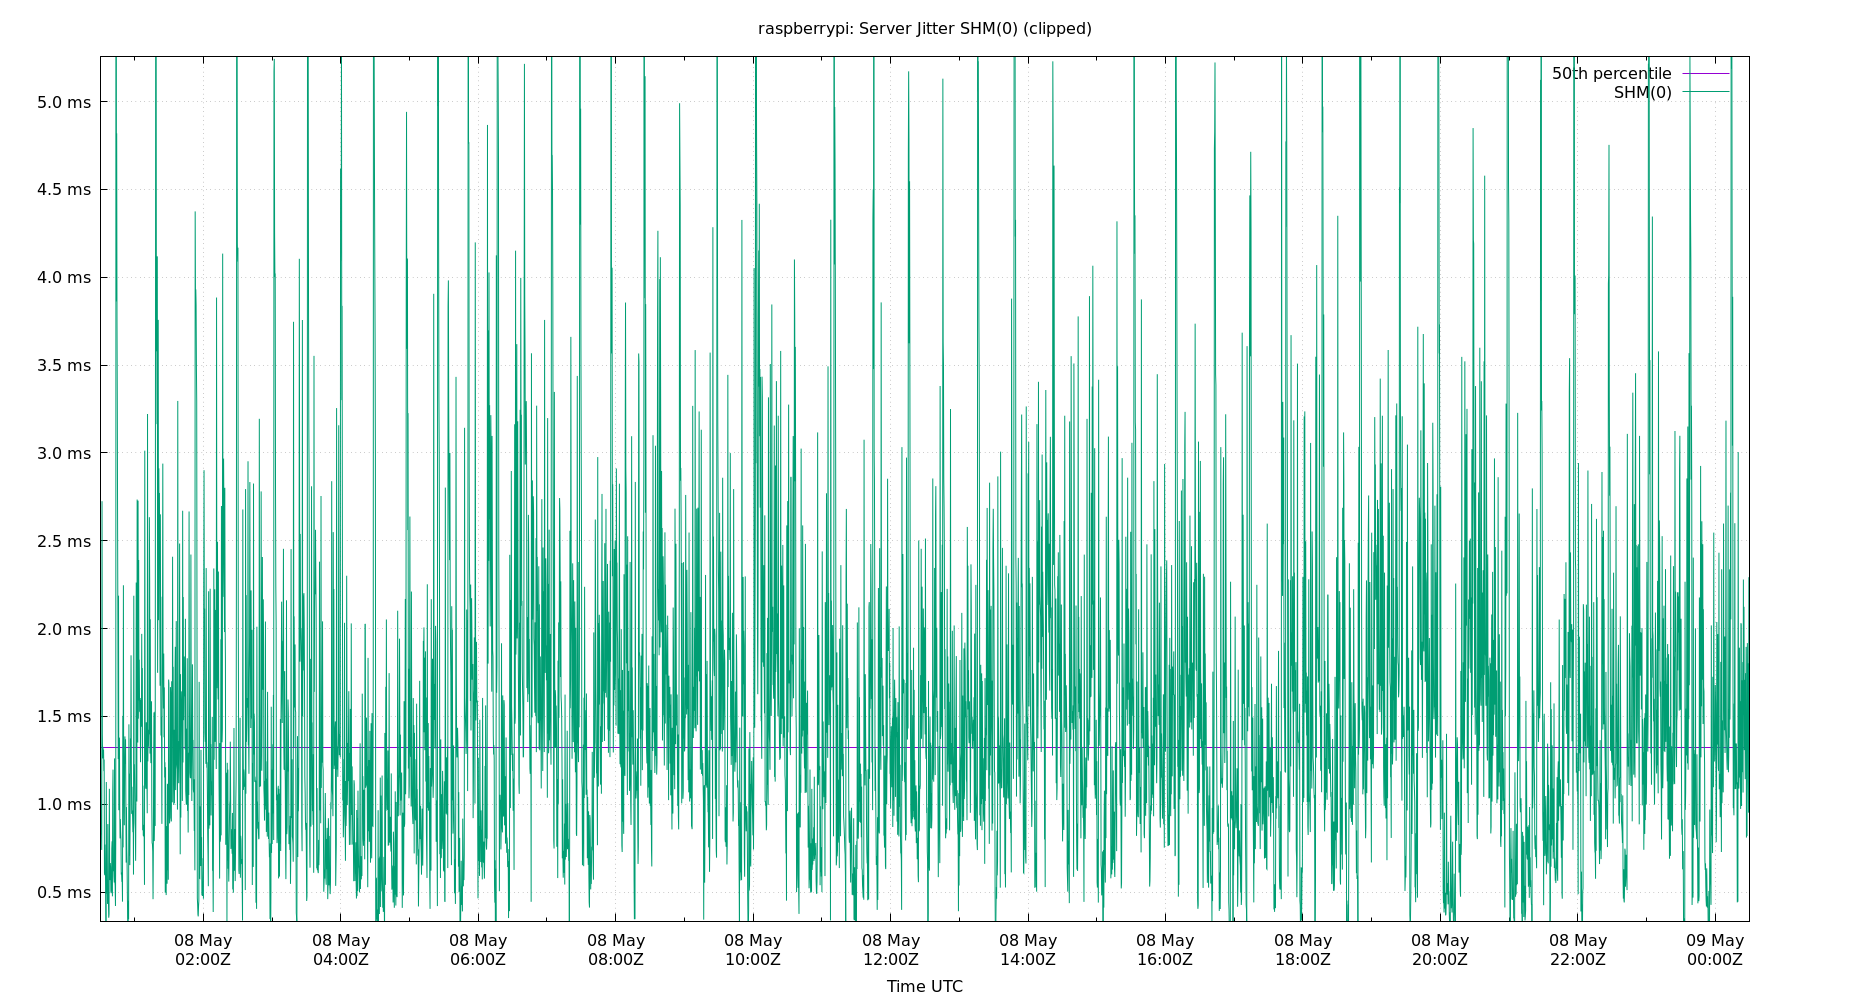 raspberrypi: Server Jitter SHM(0) (clipped)
50th percentile
SHM(0)
5.0 ms
4.5 ms
4.0 ms
3.5 ms
3.0 ms
2.5 ms
2.0 ms
1.5 ms
1.0 ms
0.5 ms
08 May 08 May 08 May 08 May 08 May 08 May 08 May 08 May 08 May 08 May 08 May 09 May
02:00Z 04:00Z 06:00Z 08:00Z 10:00Z 12:00Z 14:00Z 16:00Z 18:00Z 20:00Z 22:00Z 00:00Z
Time UTC